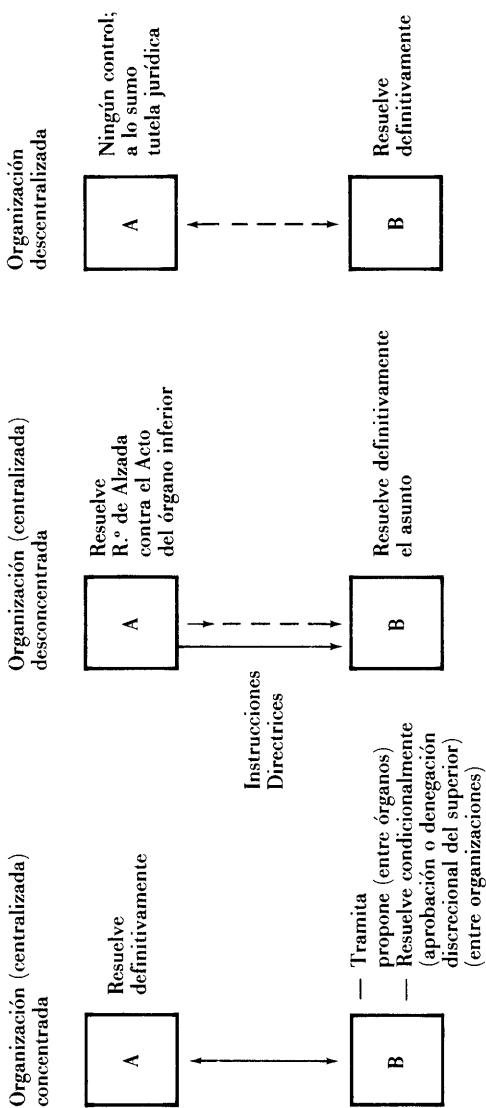 Organización (centralizada)
concentrada
A
Resuelve
definitivamente
B
— Tramita
propone (entre órganos)
— Resuelve condicionalmente
(aprobación o denegación
discrecional del superior)
(entre organizaciones)
Organización (centralizada)
desconcentrada
A
Resuelve
R.º de Alzada
contra el Acto
del órgano inferior
Instrucciones
Directrices
B
Resuelve definitivamente
el asunto
Organización
descentralizada
A
Ningún control;
a lo sumo
tutela jurídica
B
Resuelve
definitivamente